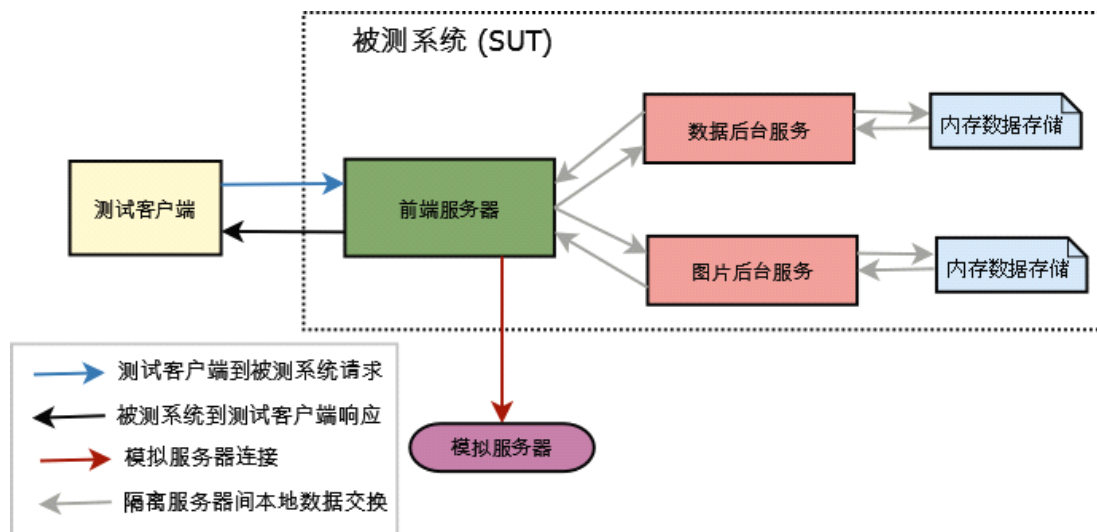 被测系统 (SUT)
数据后台服务
内存数据存储
测试客户端
前端服务器
图片后台服务
内存数据存储
测试客户端到被测系统请求
被测系统到测试客户端响应
模拟服务器连接
隔离服务器间本地数据交换
模拟服务器